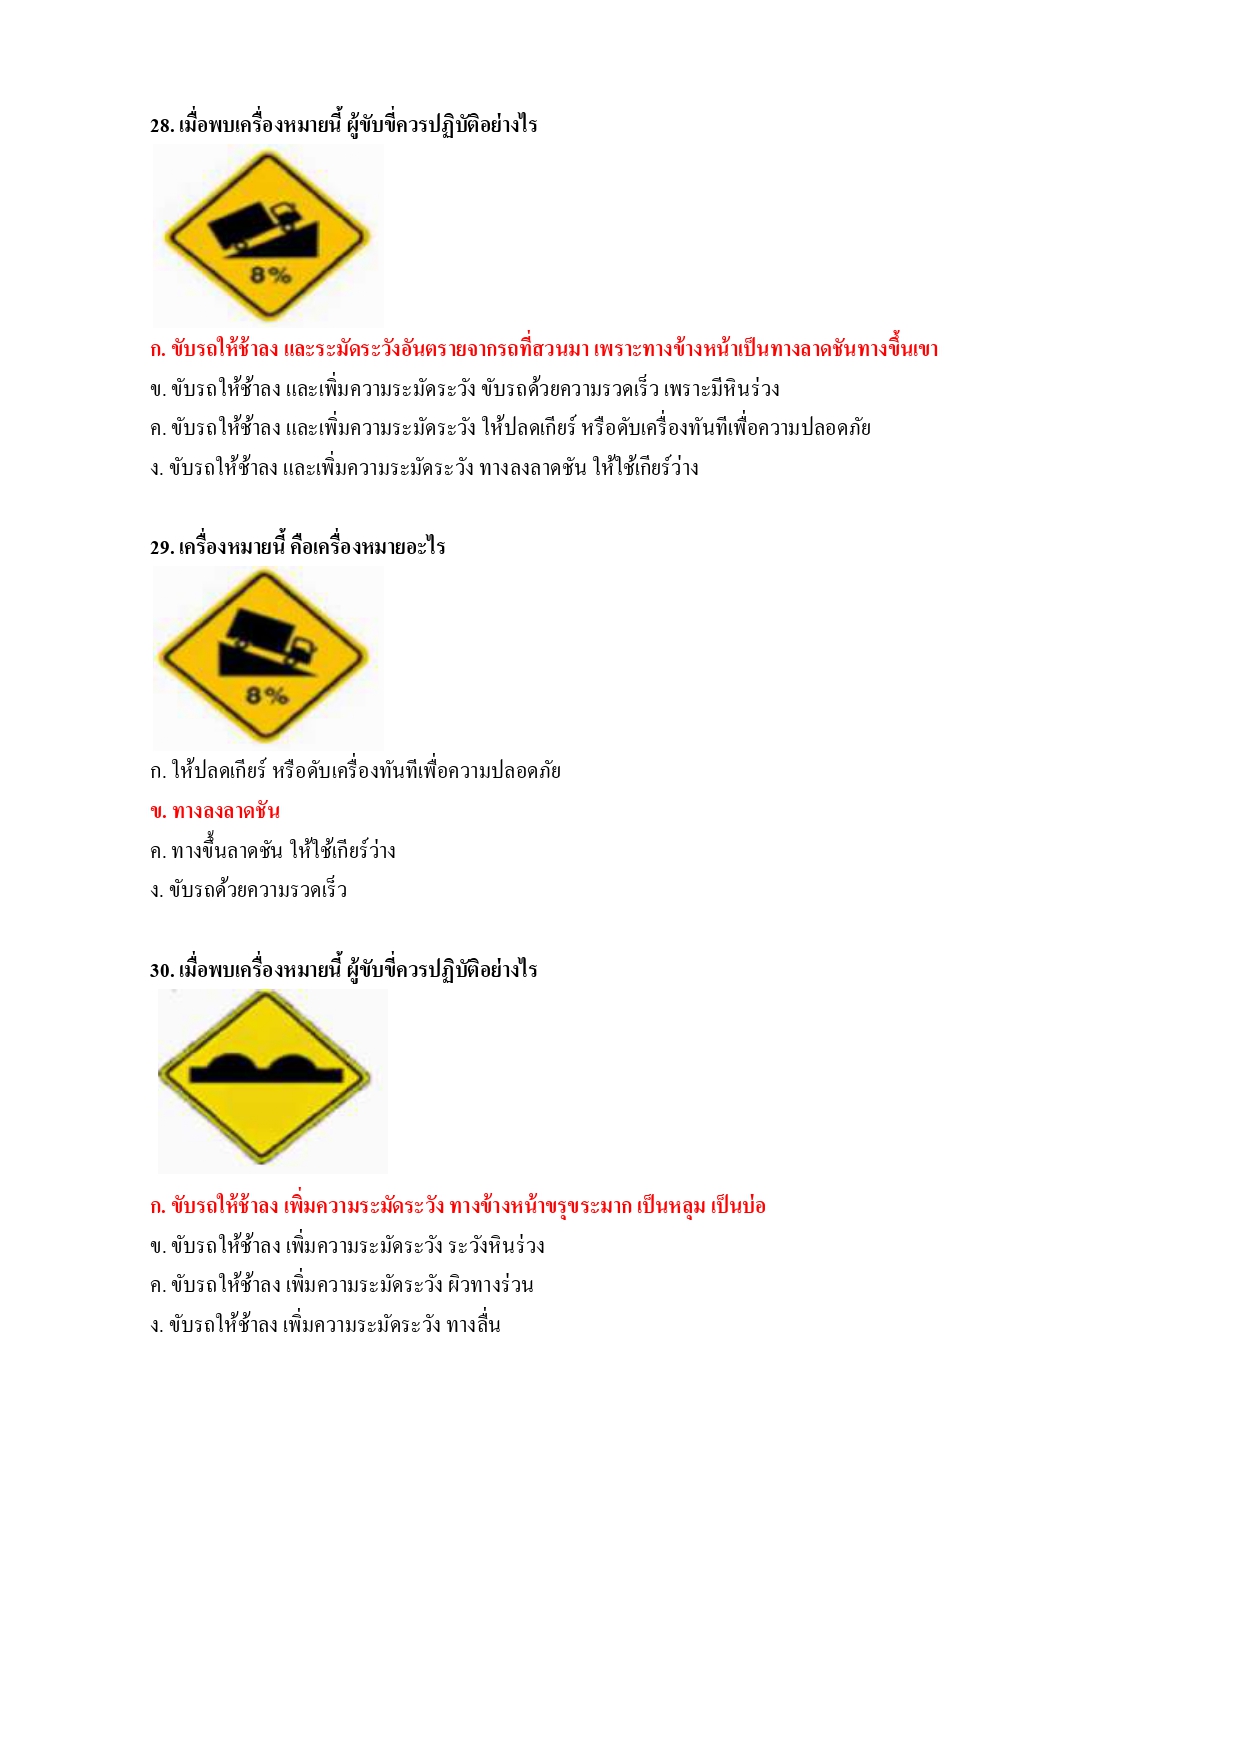 28. เมื่อพบเครื่องหมายนี้ ผู้ขับขี่ควรปฏิบัติอย่างไร
8%
ก. ขับรถให้ช้าลง และระมัดระวังอันตรายจากรถที่สวนมา เพราะทางข้างหน้าเป็นทางลาดชันทางขึ้นเขา
ข. ขับรถให้ช้าลง และเพิ่มความระมัดระวัง ขับรถด้วยความรวดเร็ว เพราะมีหินร่วง
ค. ขับรถให้ช้าลง และเพิ่มความระมัดระวัง ให้ปลดเกียร์ หรือดับเครื่องทันทีเพื่อความปลอดภัย
ง. ขับรถให้ช้าลง และเพิ่มความระมัดระวัง ทางลงลาดชัน ให้ใช้เกียร์ว่าง
29. เครื่องหมายนี้ คือเครื่องหมายอะไร
8%
ก. ให้ปลดเกียร์ หรือดับเครื่องทันทีเพื่อความปลอดภัย
ข. ทางลงลาดชัน
ค. ทางขึ้นลาดชัน ให้ใช้เกียร์ว่าง
ง. ขับรถด้วยความรวดเร็ว
30. เมื่อพบเครื่องหมายนี้ ผู้ขับขี่ควรปฏิบัติอย่างไร
ก. ขับรถให้ช้าลง เพิ่มความระมัดระวัง ทางข้างหน้าขรุขระมาก เป็นหลุม เป็นบ่อ
ข. ขับรถให้ช้าลง เพิ่มความระมัดระวัง ระวังหินร่วง
ค. ขับรถให้ช้าลง เพิ่มความระมัดระวัง ผิวทางร่วน
ง. ขับรถให้ช้าลง เพิ่มความระมัดระวัง ทางลื่น